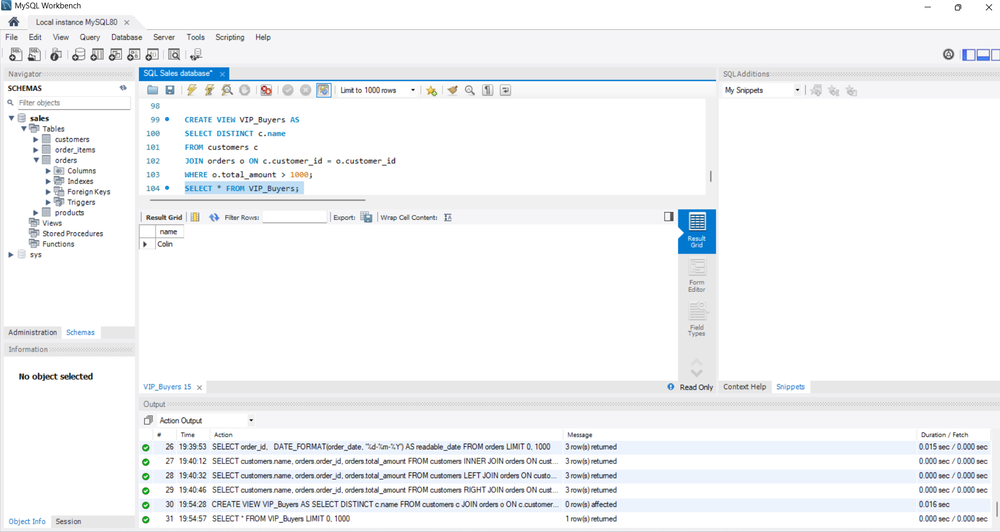 MySQL Workbench
Local instance MySQL80
File Edit View Query Database Server Tools Scripting Help
Navigator
SCHEMAS
Filter objects
sales
Tables
customers
order_items
orders
Columns
Indexes
Foreign Keys
Triggers
products
Views
Stored Procedures
Functions
sys
Administration Schemas
Information
No object selected
Object Info Session
SQL Sales database*
Limit to 1000 rows
98
99 CREATE VIEW VIP_Buyers AS
100 SELECT DISTINCT c.name
101 FROM customers c
102 JOIN orders o ON c.customer_id = o.customer_id
103 WHERE o.total_amount > 1000;
104 SELECT * FROM VIP_Buyers;
Result Grid Filter Rows: Export: Wrap Cell Content:
name
Colin
Result
Grid
Form
Editor
Field
Types
VIP_Buyers 15
Read Only
SQLAdditions
My Snippets
Context Help Snippets
Output
Action Output
# Time Action Message Duration / Fetch
26 19:39:53 SELECT order_id, DATE_FORMAT(order_date, '%d-%m-%Y') AS readable_date FROM orders LIMIT 0, 1000 3 row(s) returned 0.015 sec / 0.000 sec
27 19:40:12 SELECT customers.name, orders.order_id, orders.total_amount FROM customers INNER JOIN orders ON cust... 3 row(s) returned 0.000 sec / 0.000 sec
28 19:40:32 SELECT customers.name, orders.order_id, orders.total_amount FROM customers LEFT JOIN orders ON custo... 3 row(s) returned 0.000 sec / 0.000 sec
29 19:40:46 SELECT customers.name, orders.order_id, orders.total_amount FROM customers RIGHT JOIN orders ON cust... 3 row(s) returned 0.000 sec / 0.000 sec
30 19:54:28 CREATE VIEW VIP_Buyers AS SELECT DISTINCT c.name FROM customers c JOIN orders o ON c.customer... 0 row(s) affected 0.016 sec
31 19:54:57 SELECT * FROM VIP_Buyers LIMIT 0, 1000 1 row(s) returned 0.000 sec / 0.000 sec